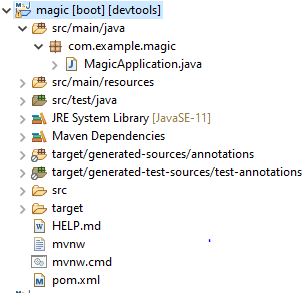 magic [boot] [devtools]
src/main/java
com.example.magic
MagicApplication.java
src/main/resources
src/test/java
JRE System Library [JavaSE-11]
Maven Dependencies
target/generated-sources/annotations
target/generated-test-sources/test-annotations
src
target
HELP.md
mvnw
mvnw.cmd
pom.xml